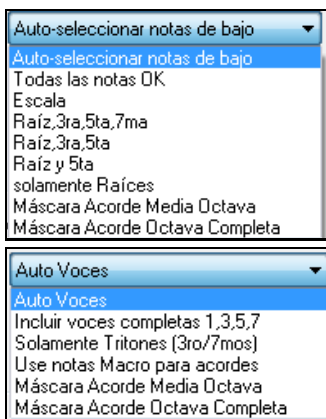 Auto-seleccionar notas de bajo
Auto-seleccionar notas de bajo
Todas las notas OK
Escala
Raíz,3ra,5ta,7ma
Raíz,3ra,5ta
Raíz y 5ta
solamente Raíces
Máscara Acorde Media Octava
Máscara Acorde Octava Completa
Auto Voces
Auto Voces
Incluir voces completas 1,3,5,7
Solamente Tritones (3ro/7mos)
Use notas Macro para acordes
Máscara Acorde Media Octava
Máscara Acorde Octava Completa